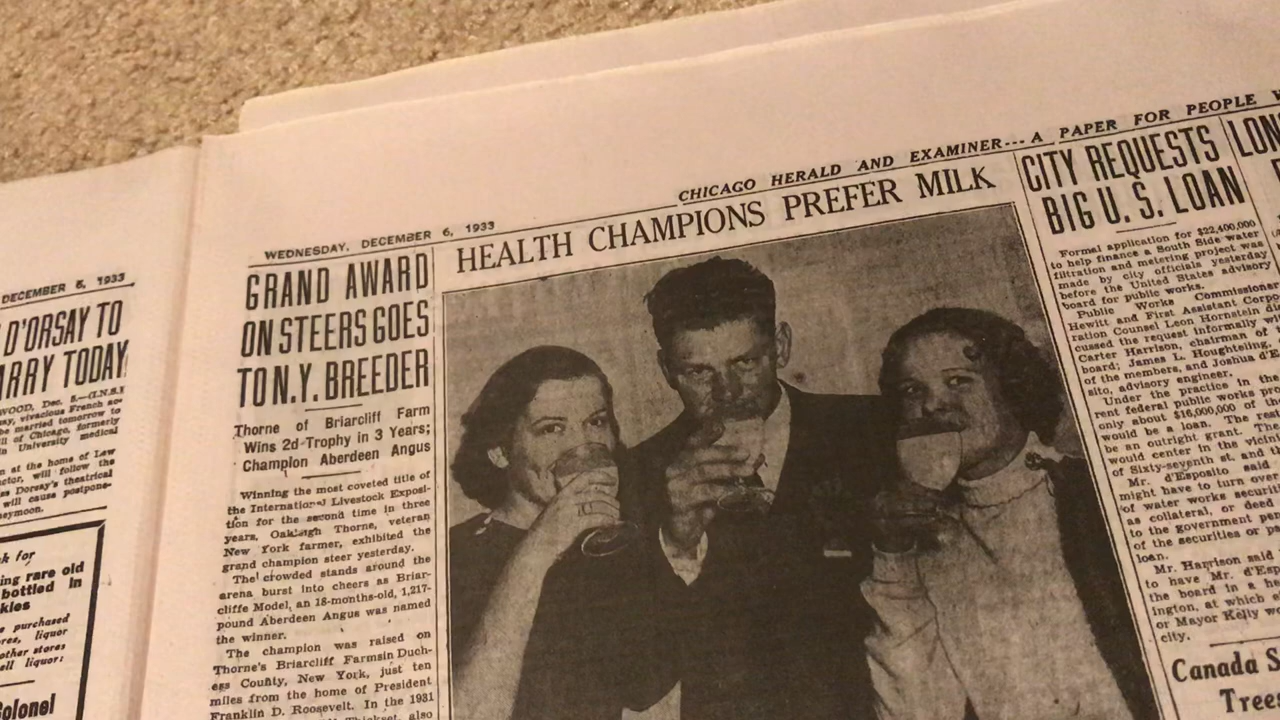 DECEMBER 6, 1933
D'ORSAY TO
ARRY TODAY
WOOD, Dec. 5.—(I.N.S.)
vivacious French
be married tomorrow to
of Chicago, formerly
University medical
at the home of Lew
will follow the
Dorsay's theatrical
will cause postpone-
for
ing rare old
bottled in
purchased
liquor
other stores
liquor:
Colonel
WEDNESDAY, DECEMBER 6, 1933
CHICAGO HERALD AND EXAMINER--- A PAPER FOR PEOPLE
GRAND AWARD
ON STEERS GOES
TO N.Y. BREEDER
Thorne of Briarcliff Farm
Wins 2d Trophy in 3 Years;
Champion Aberdeen Angus
Winning the most coveted title of
the International Livestock Exposi-
tion for the second time in three
years, Oakleigh Thorne, veteran
New York farmer, exhibited the
grand champion steer yesterday.
The crowded stands around the
arena burst into cheers as Briar-
cliffe Model, an 18-months-old, 1,217-
pound Aberdeen Angus was named
the winner.
The champion was raised on
Thorne's Briarcliff Farmsin Duch-
ess County, New York, just ten
miles from the home of President
Franklin D. Roosevelt. In the 1931
Thickset, also
HEALTH CHAMPIONS PREFER MILK
CITY REQUESTS
BIG U. S. LOAN
Formal application for $22,400,000
to help finance a South Side water
filtration and metering project was
made by city officials yesterday
before the United States advisory
board for public works.
Public Works Commissioner
Hewitt and First Assistant Corpo
ration Counsel Leon Hornstein dis
cussed the request informally w
Carter Harrison, chairman of
board; James L. Houghteling,
of the members, and Joshua d'E
sito, advisory engineer.
Under the practice in the
rent federal public works pro
only about $16,000,000 of the
would be a loan. The res
be an outright grant. The
would center in the vicin
of Sixty-seventh st. and th
Mr. d'Esposito said
might have to turn over
of water works securit
as collateral, or deed
to the government pe
of the securities or p
loan.
Mr. Harrison said
to have Mr. d'Esp
the board in a he
ington, at which e
or Mayor Kelly w
city.
Canada S
Trees
LON